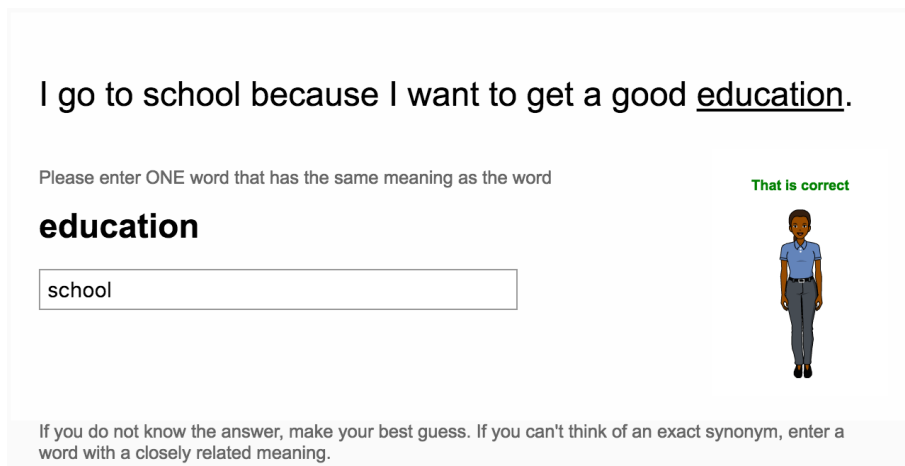 I go to school because I want to get a good education.
Please enter ONE word that has the same meaning as the word
That is correct
education
school
If you do not know the answer, make your best guess. If you can't think of an exact synonym, enter a
word with a closely related meaning.